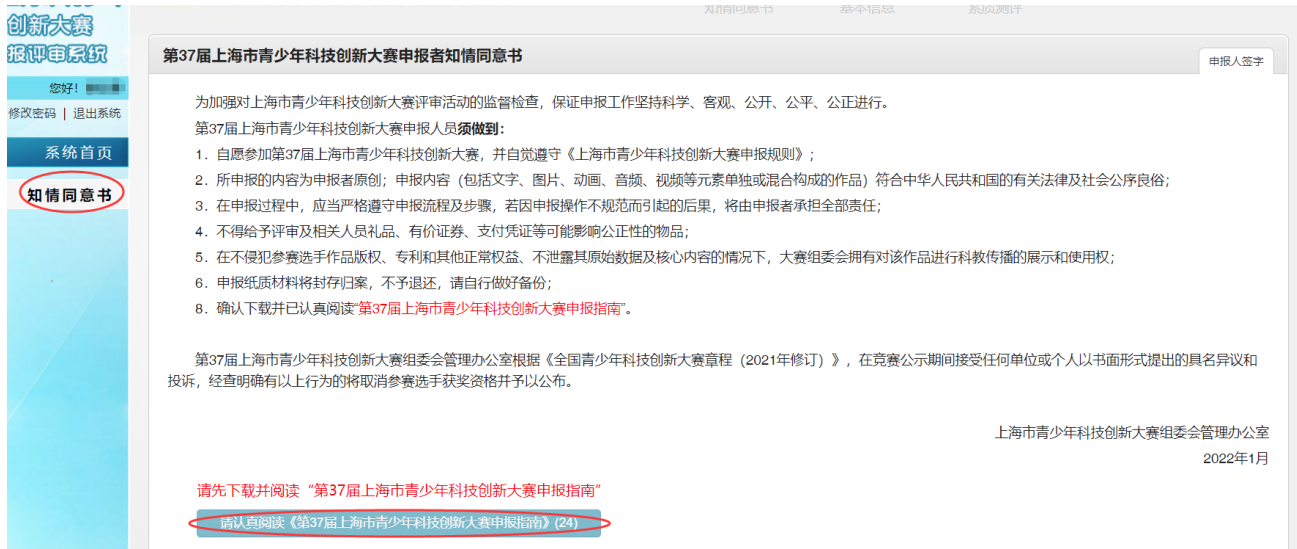 知情同意书
基本信息
素质测评
创新大赛
报评审系统
您好！
修改密码 | 退出系统
系统首页
知情同意书
第37届上海市青少年科技创新大赛申报者知情同意书
申报人签字
为加强对上海市青少年科技创新大赛评审活动的监督检查，保证申报工作坚持科学、客观、公开、公平、公正进行。
第37届上海市青少年科技创新大赛申报人员须做到：
1．自愿参加第37届上海市青少年科技创新大赛，并自觉遵守《上海市青少年科技创新大赛申报规则》；
2．所申报的内容为申报者原创；申报内容（包括文字、图片、动画、音频、视频等元素单独或混合构成的作品）符合中华人民共和国的有关法律及社会公序良俗；
3．在申报过程中，应当严格遵守申报流程及步骤，若因申报操作不规范而引起的后果，将由申报者承担全部责任；
4．不得给予评审及相关人员礼品、有价证券、支付凭证等可能影响公正性的物品；
5．在不侵犯参赛选手作品版权、专利和其他正常权益、不泄露其原始数据及核心内容的情况下，大赛组委会拥有对该作品进行科教传播的展示和使用权；
6．申报纸质材料将封存归案，不予退还，请自行做好备份；
8．确认下载并已认真阅读“第37届上海市青少年科技创新大赛申报指南”。
第37届上海市青少年科技创新大赛组委会管理办公室根据《全国青少年科技创新大赛章程（2021年修订）》，在竞赛公示期间接受任何单位或个人以书面形式提出的具名异议和
投诉，经查明确有以上行为的将取消参赛选手获奖资格并予以公布。
上海市青少年科技创新大赛组委会管理办公室
2022年1月
请先下载并阅读“第37届上海市青少年科技创新大赛申报指南”
请认真阅读《第37届上海市青少年科技创新大赛申报指南》(24)